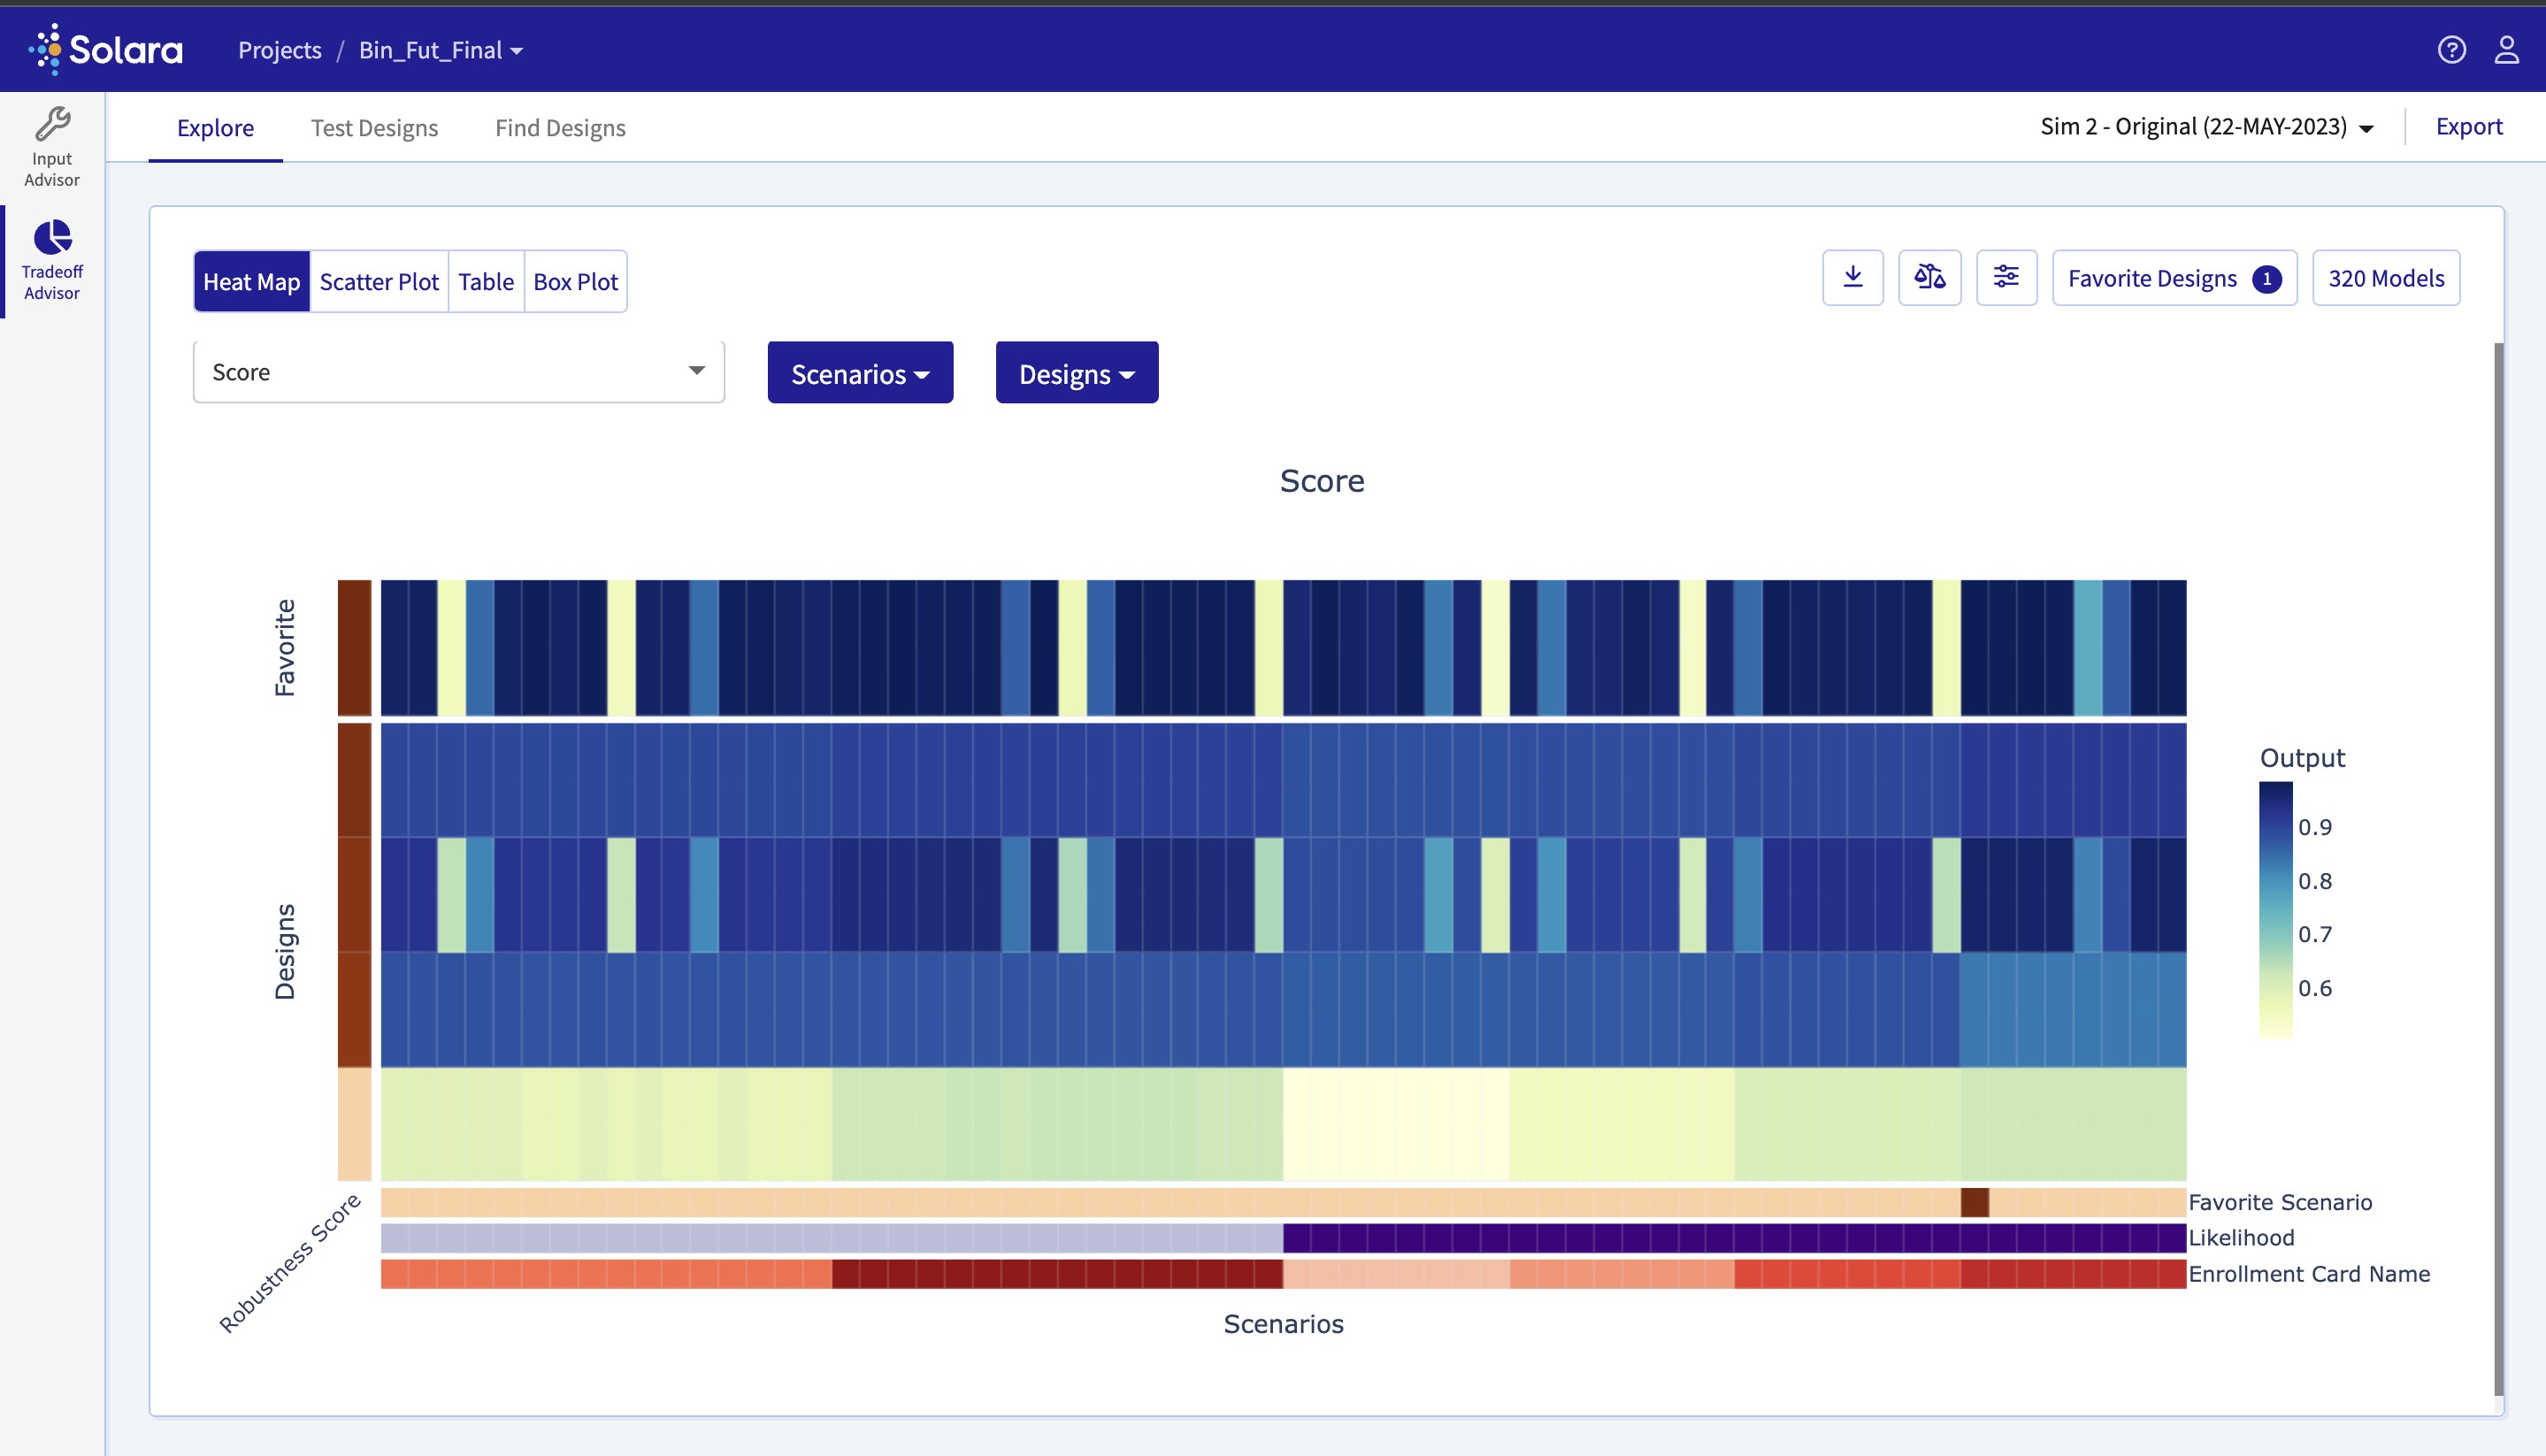 Solara
Projects / Bin_Fut_Final
?
Input
Advisor
Tradeoff
Advisor
Explore
Test Designs
Find Designs
Sim 2 - Original (22-MAY-2023)
Export
Heat Map
Scatter Plot
Table
Box Plot
Favorite Designs 1
320 Models
Score
Scenarios
Designs
Score
Favorite
Designs
Output
0.9
0.8
0.7
0.6
Robustness Score
Favorite Scenario
Likelihood
Enrollment Card Name
Scenarios